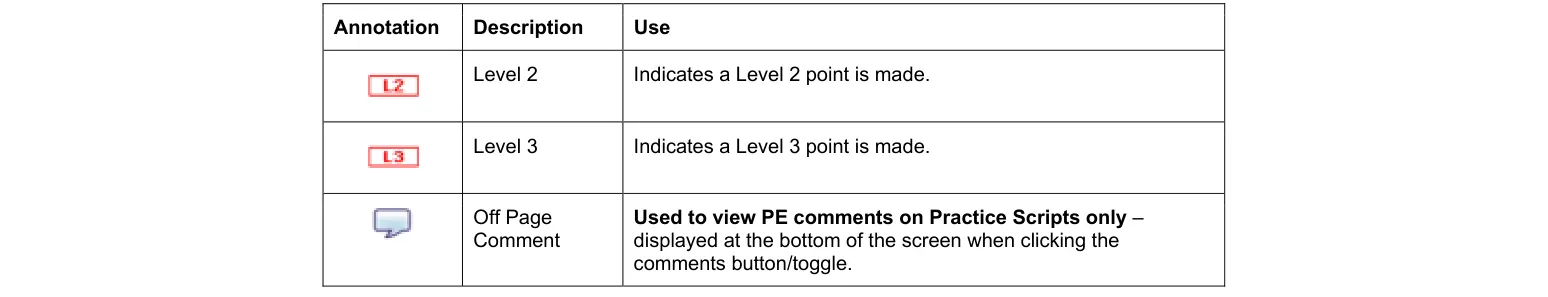 Annotation Description Use
L2 Level 2 Indicates a Level 2 point is made.
L3 Level 3 Indicates a Level 3 point is made.
Off Page Used to view PE comments on Practice Scripts only –
Comment displayed at the bottom of the screen when clicking the
comments button/toggle.